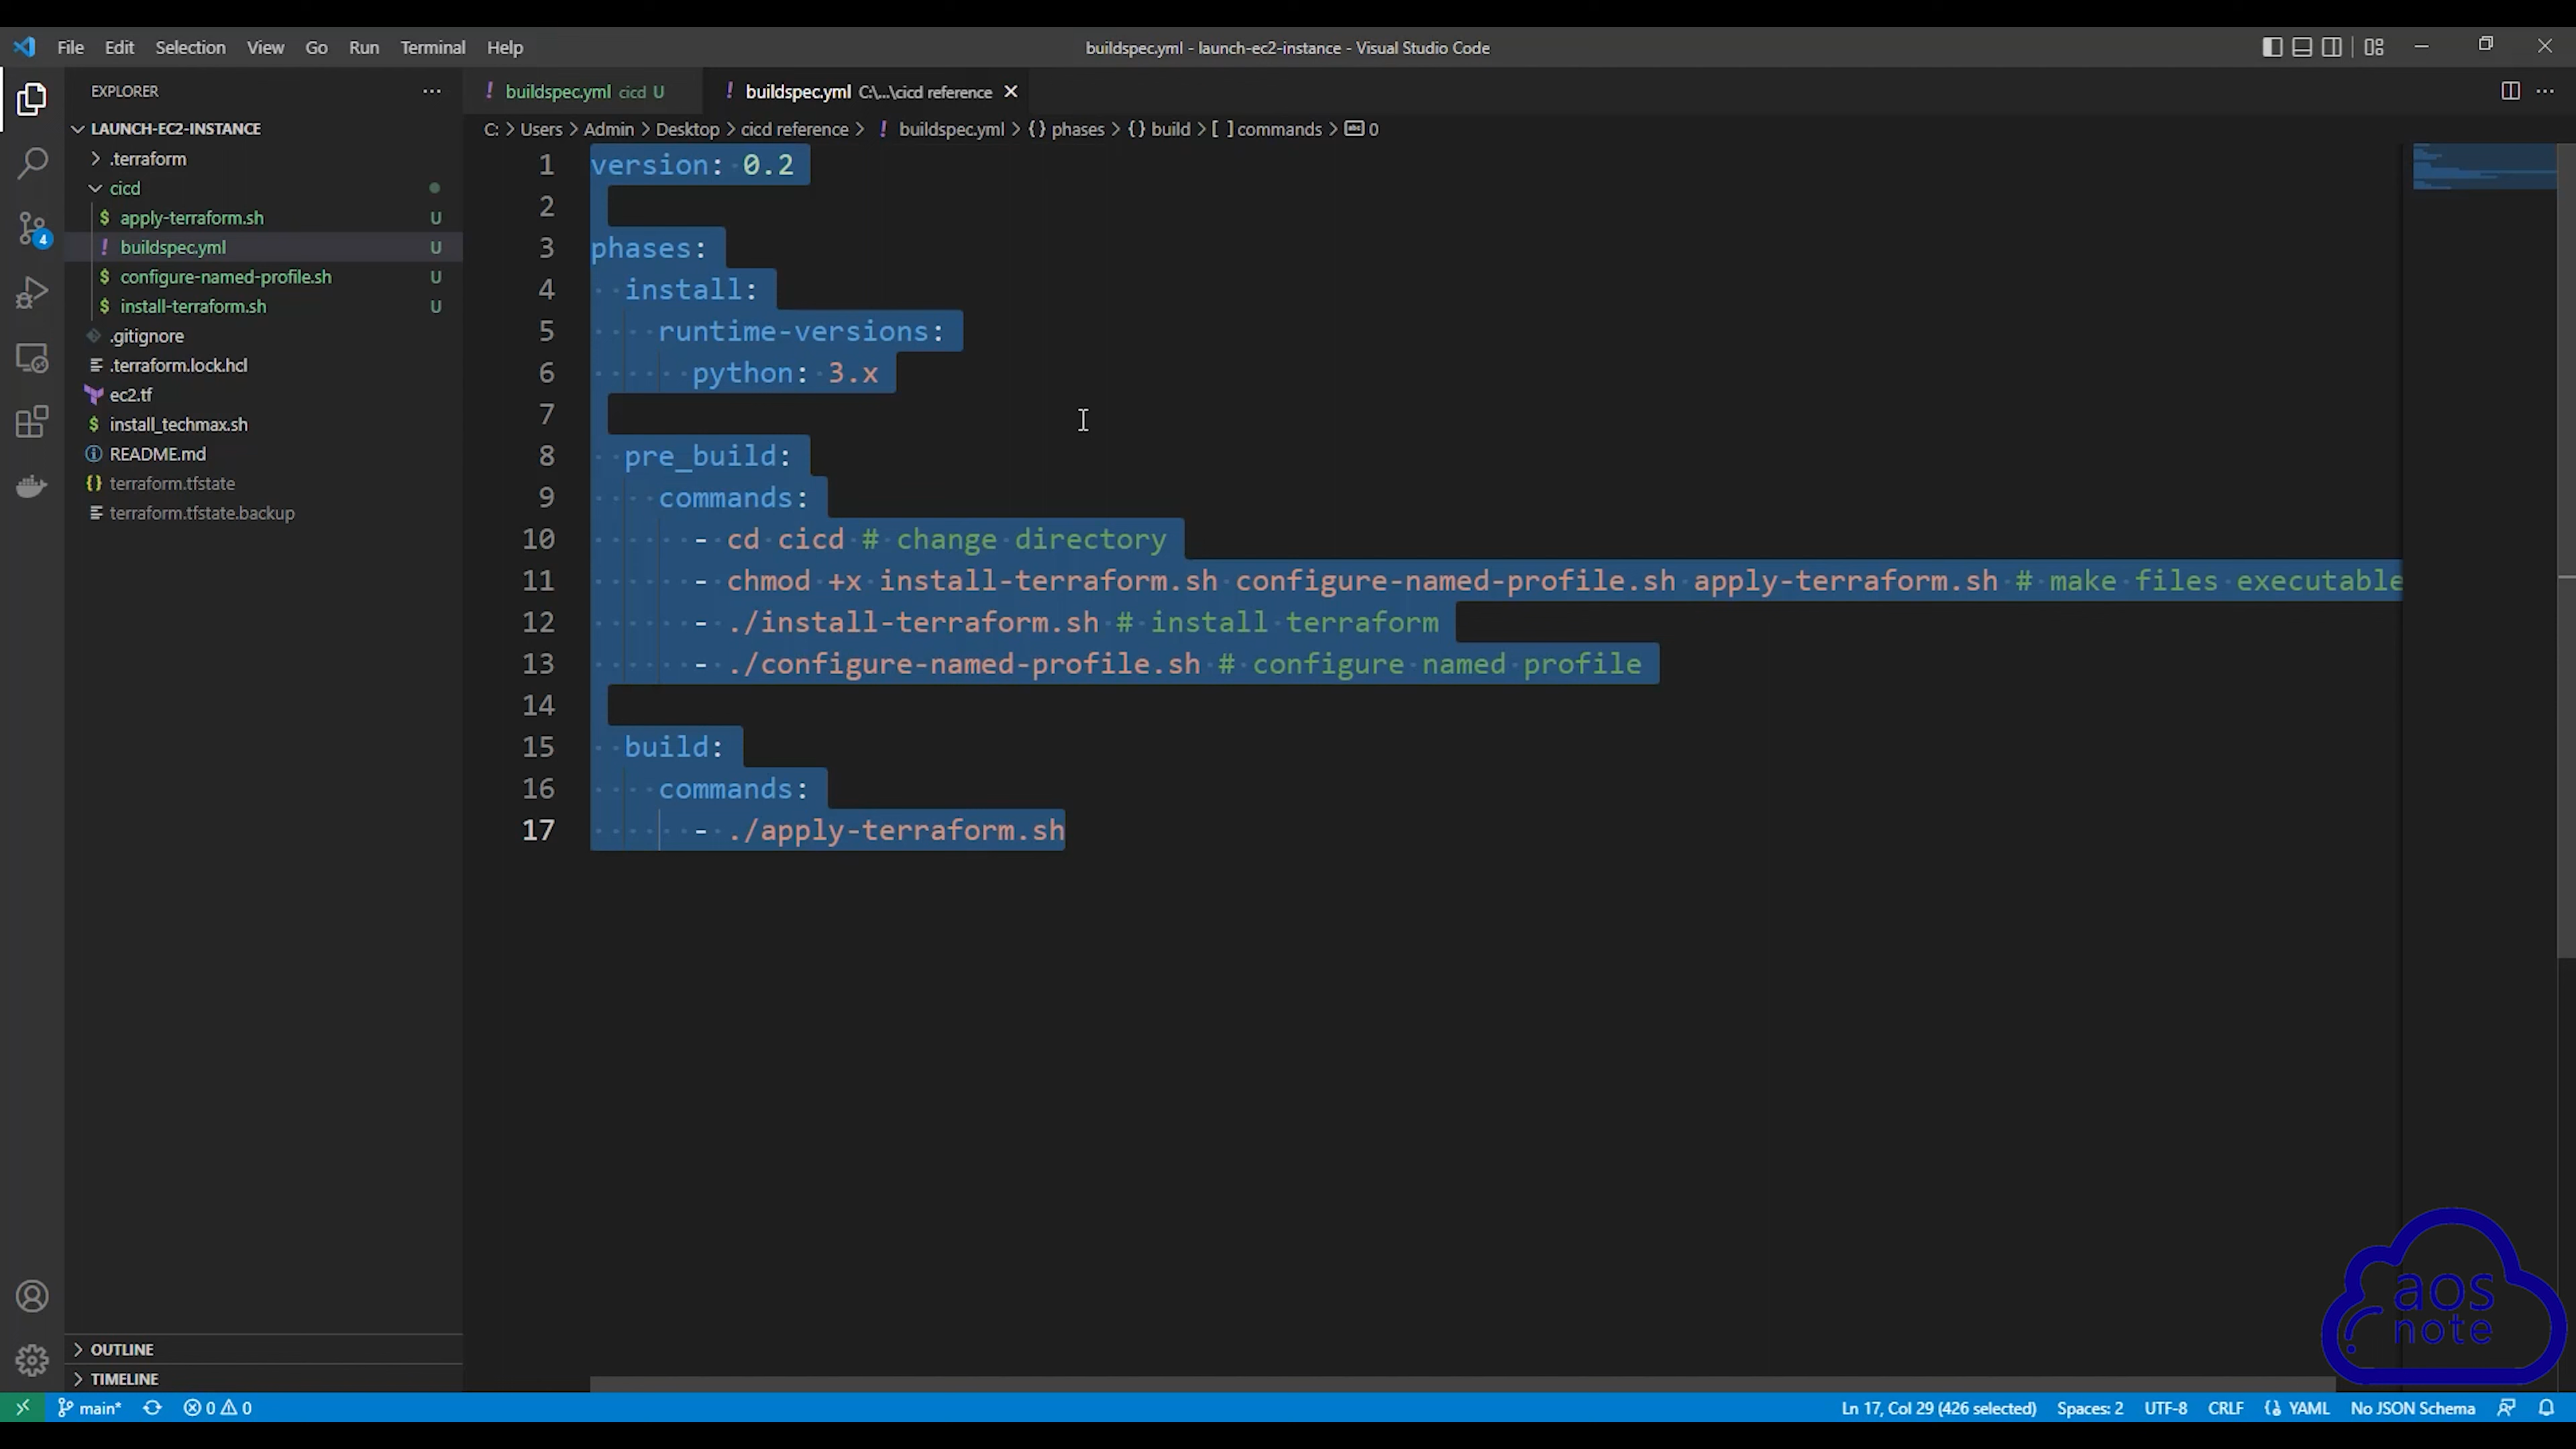 File Edit Selection View Go Run Terminal Help
buildspec.yml - launch-ec2-instance - Visual Studio Code
EXPLORER
LAUNCH-EC2-INSTANCE
.terraform
cicd
apply-terraform.sh U
buildspec.yml U
configure-named-profile.sh U
install-terraform.sh U
.gitignore
.terraform.lock.hcl
ec2.tf
install_techmax.sh
README.md
terraform.tfstate
terraform.tfstate.backup
OUTLINE
TIMELINE
4
buildspec.yml cicd U
buildspec.yml C:\...\cicd reference
C: > Users > Admin > Desktop > cicd reference > ! buildspec.yml > {} phases > {} build > [ ] commands > abc 0
1 version: 0.2
2
3 phases:
4 install:
5 runtime-versions:
6 python: 3.x
7
8 pre_build:
9 commands:
10 - cd cicd # change directory
11 - chmod +x install-terraform.sh configure-named-profile.sh apply-terraform.sh # make files executable
12 - ./install-terraform.sh # install terraform
13 - ./configure-named-profile.sh # configure named profile
14
15 build:
16 commands:
17 - ./apply-terraform.sh
aos
note
main* 0 0 Ln 17, Col 29 (426 selected) Spaces: 2 UTF-8 CRLF YAML No JSON Schema